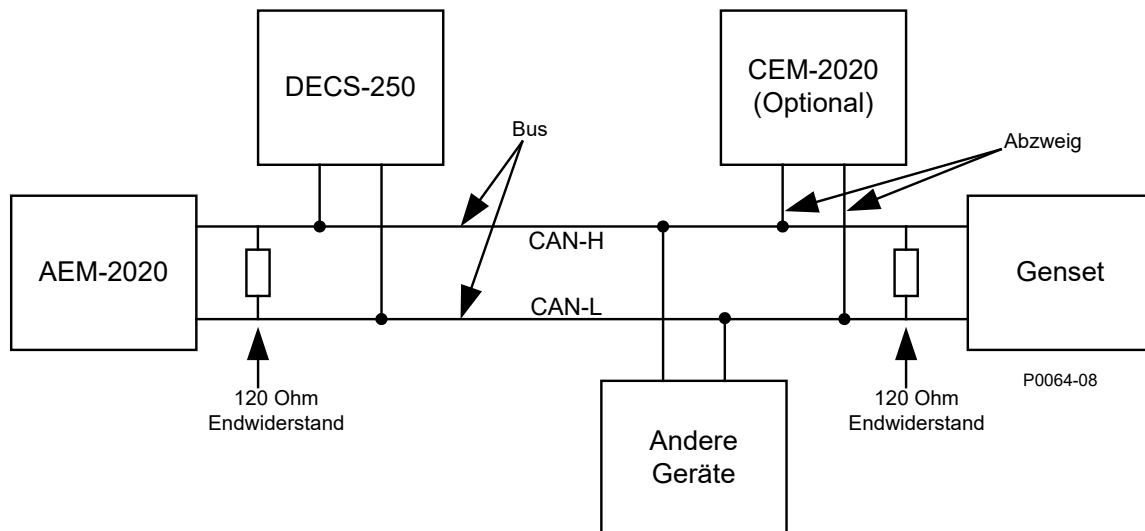 DECS-250
CEM-2020
(Optional)
Bus
Abzweig
AEM-2020
CAN-H
CAN-L
Genset
P0064-08
120 Ohm
Endwiderstand
120 Ohm
Endwiderstand
Andere
Geräte